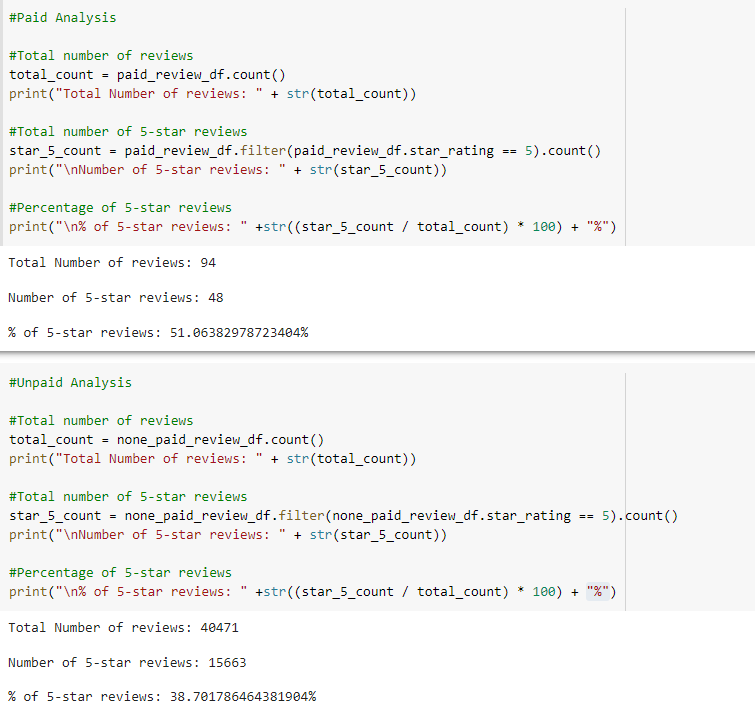 #Paid Analysis
#Total number of reviews
total_count = paid_review_df.count()
print("Total Number of reviews: " + str(total_count))
#Total number of 5-star reviews
star_5_count = paid_review_df.filter(paid_review_df.star_rating == 5).count()
print("\nNumber of 5-star reviews: " + str(star_5_count))
#Percentage of 5-star reviews
print("\n% of 5-star reviews: " +str((star_5_count / total_count) * 100) + "%")
Total Number of reviews: 94
Number of 5-star reviews: 48
% of 5-star reviews: 51.06382978723404%
#Unpaid Analysis
#Total number of reviews
total_count = none_paid_review_df.count()
print("Total Number of reviews: " + str(total_count))
#Total number of 5-star reviews
star_5_count = none_paid_review_df.filter(none_paid_review_df.star_rating == 5).count()
print("\nNumber of 5-star reviews: " + str(star_5_count))
#Percentage of 5-star reviews
print("\n% of 5-star reviews: " +str((star_5_count / total_count) * 100) + "%")
Total Number of reviews: 40471
Number of 5-star reviews: 15663
% of 5-star reviews: 38.701786464381904%